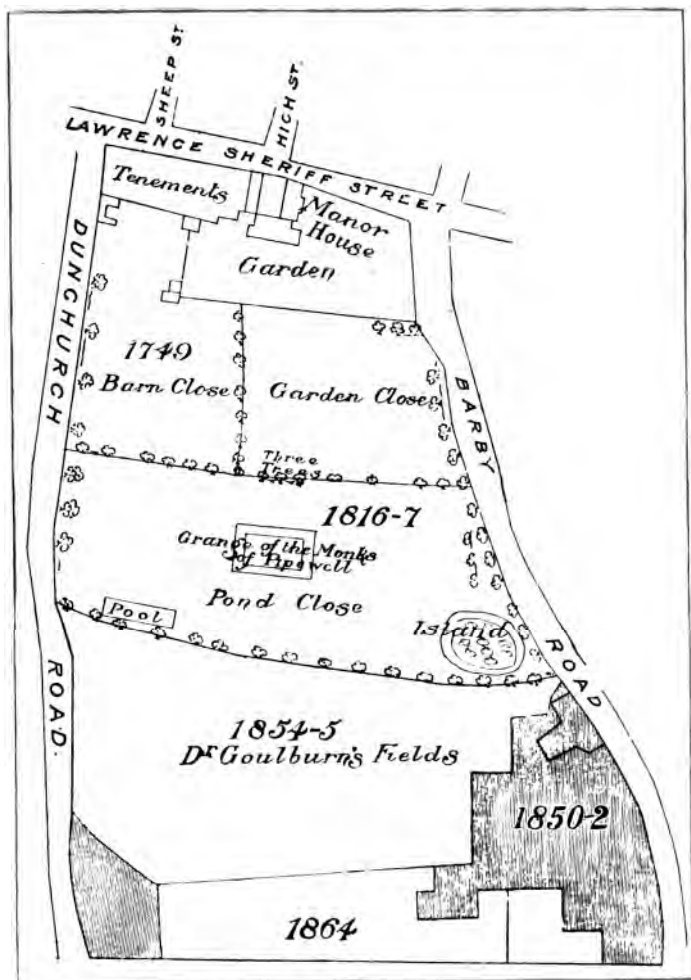 SHEEP ST
HIGH ST.
LAWRENCE SHERIFF STREET
Tenements
Manor
House
Garden
DUNCHURCH
ROAD.
1749
Barn Close
Garden Close
BARBY
ROAD
Three
Trees
1816-7
Grange of the Monks
of Pipewell
Pond Close
Pool
Island
1854-5
Dr Goulburn's Fields
1850-2
1864